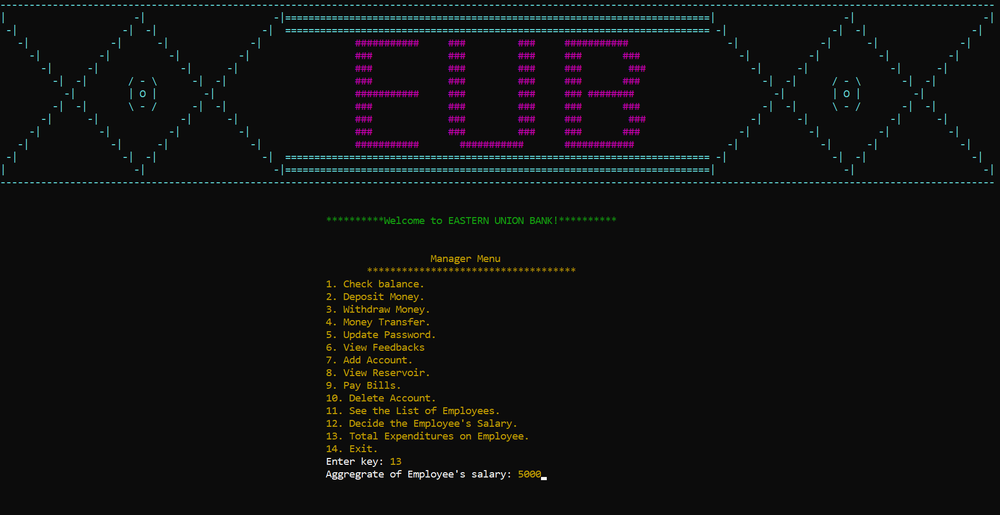 EUB
**********Welcome to EASTERN UNION BANK!**********
Manager Menu
************************************
1. Check balance.
2. Deposit Money.
3. Withdraw Money.
4. Money Transfer.
5. Update Password.
6. View Feedbacks
7. Add Account.
8. View Reservoir.
9. Pay Bills.
10. Delete Account.
11. See the List of Employees.
12. Decide the Employee's Salary.
13. Total Expenditures on Employee.
14. Exit.
Enter key: 13
Aggregrate of Employee's salary: 5000